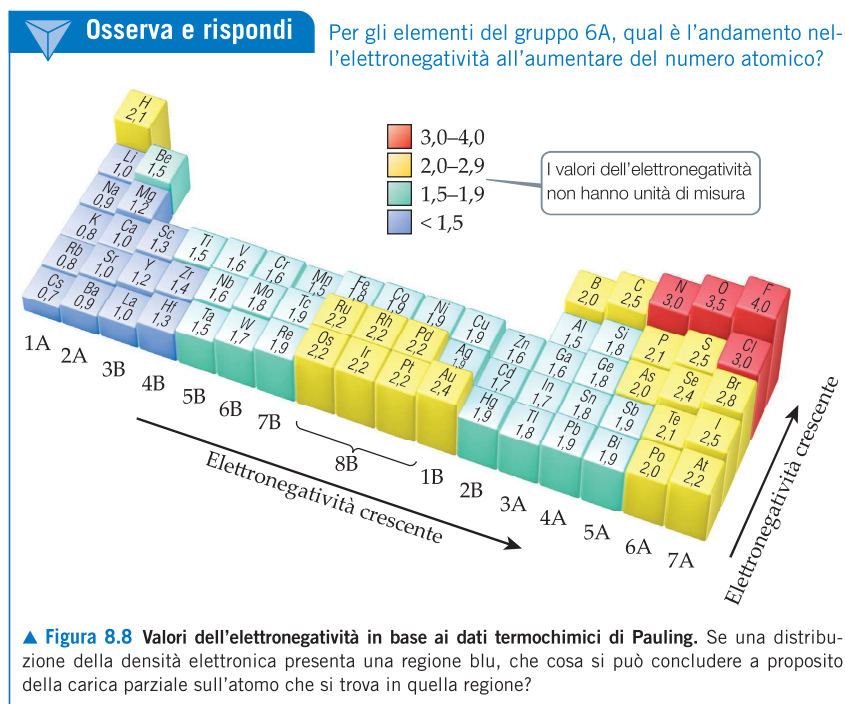 Osserva e rispondi
Per gli elementi del gruppo 6A, qual è l'andamento nel-
l'elettronegatività all'aumentare del numero atomico?
3,0–4,0
2,0–2,9
1,5–1,9
< 1,5
I valori dell'elettronegatività
non hanno unità di misura
H 2,1
Li 1,0 Be 1,5 B 2,0 C 2,5 N 3,0 O 3,5 F 4,0
Na 0,9 Mg 1,2 Al 1,5 Si 1,8 P 2,1 S 2,5 Cl 3,0
K 0,8 Ca 1,0 Sc 1,3 Ti 1,5 V 1,6 Cr 1,6 Mn Fe 1,8 Co 1,9 Ni 1,9 Cu 1,9 Zn 1,6 Ga 1,6 Ge 1,8 As 2,0 Se 2,4 Br 2,8
Rb 0,8 Sr 1,0 Y 1,2 Zr 1,4 Nb 1,6 Mo 1,8 Tc 1,9 Ru 2,2 Rh 2,2 Pd 2,2 Ag Cd 1,7 In 1,7 Sn 1,8 Sb 1,9 Te 2,1 I 2,5
Cs 0,7 Ba 0,9 La 1,0 Hf 1,3 Ta 1,5 W 1,7 Re 1,9 Os 2,2 Ir 2,2 Pt 2,2 Au 2,4 Hg 1,9 Tl 1,8 Pb 1,9 Bi 1,9 Po 2,0 At 2,2
1A 2A 3B 4B 5B 6B 7B 8B 1B 2B 3A 4A 5A 6A 7A
Elettronegatività crescente
Elettronegatività crescente
▲ Figura 8.8 Valori dell'elettronegatività in base ai dati termochimici di Pauling. Se una distribu-
zione della densità elettronica presenta una regione blu, che cosa si può concludere a proposito
della carica parziale sull'atomo che si trova in quella regione?